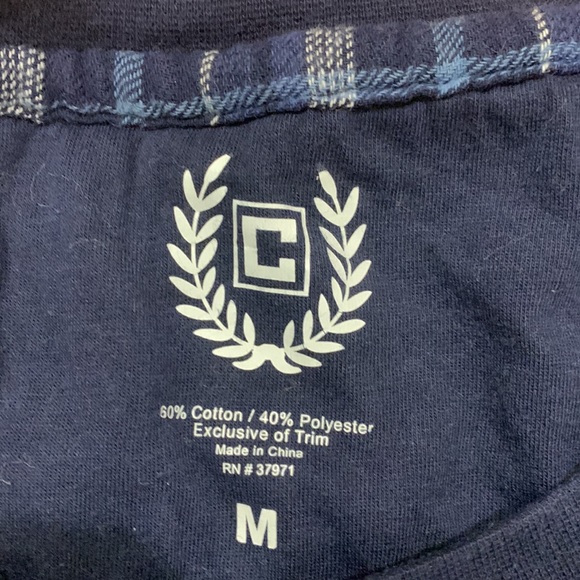 C
60% Cotton / 40% Polyester
Exclusive of Trim
Made in China
RN # 37971
M